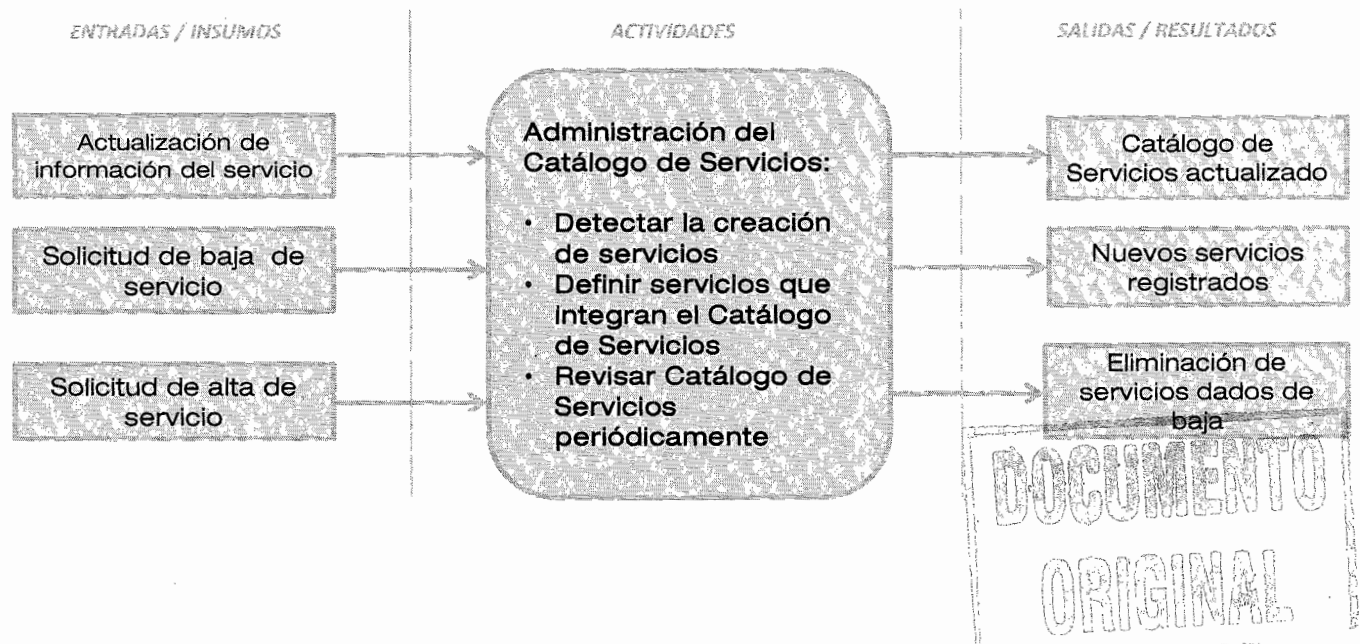 ENTRADAS / INSUMOS
ACTIVIDADES
SALIDAS / RESULTADOS
Actualización de
información del servicio
Solicitud de baja de
servicio
Solicitud de alta de
servicio
Administración del
Catálogo de Servicios:
• Detectar la creación
de servicios
• Definir servicios que
integran el Catálogo
de Servicios
• Revisar Catálogo de
Servicios
periódicamente
Catálogo de
Servicios actualizado
Nuevos servicios
registrados
Eliminación de
servicios dados de
baja
DOCUMENTO
ORIGINAL